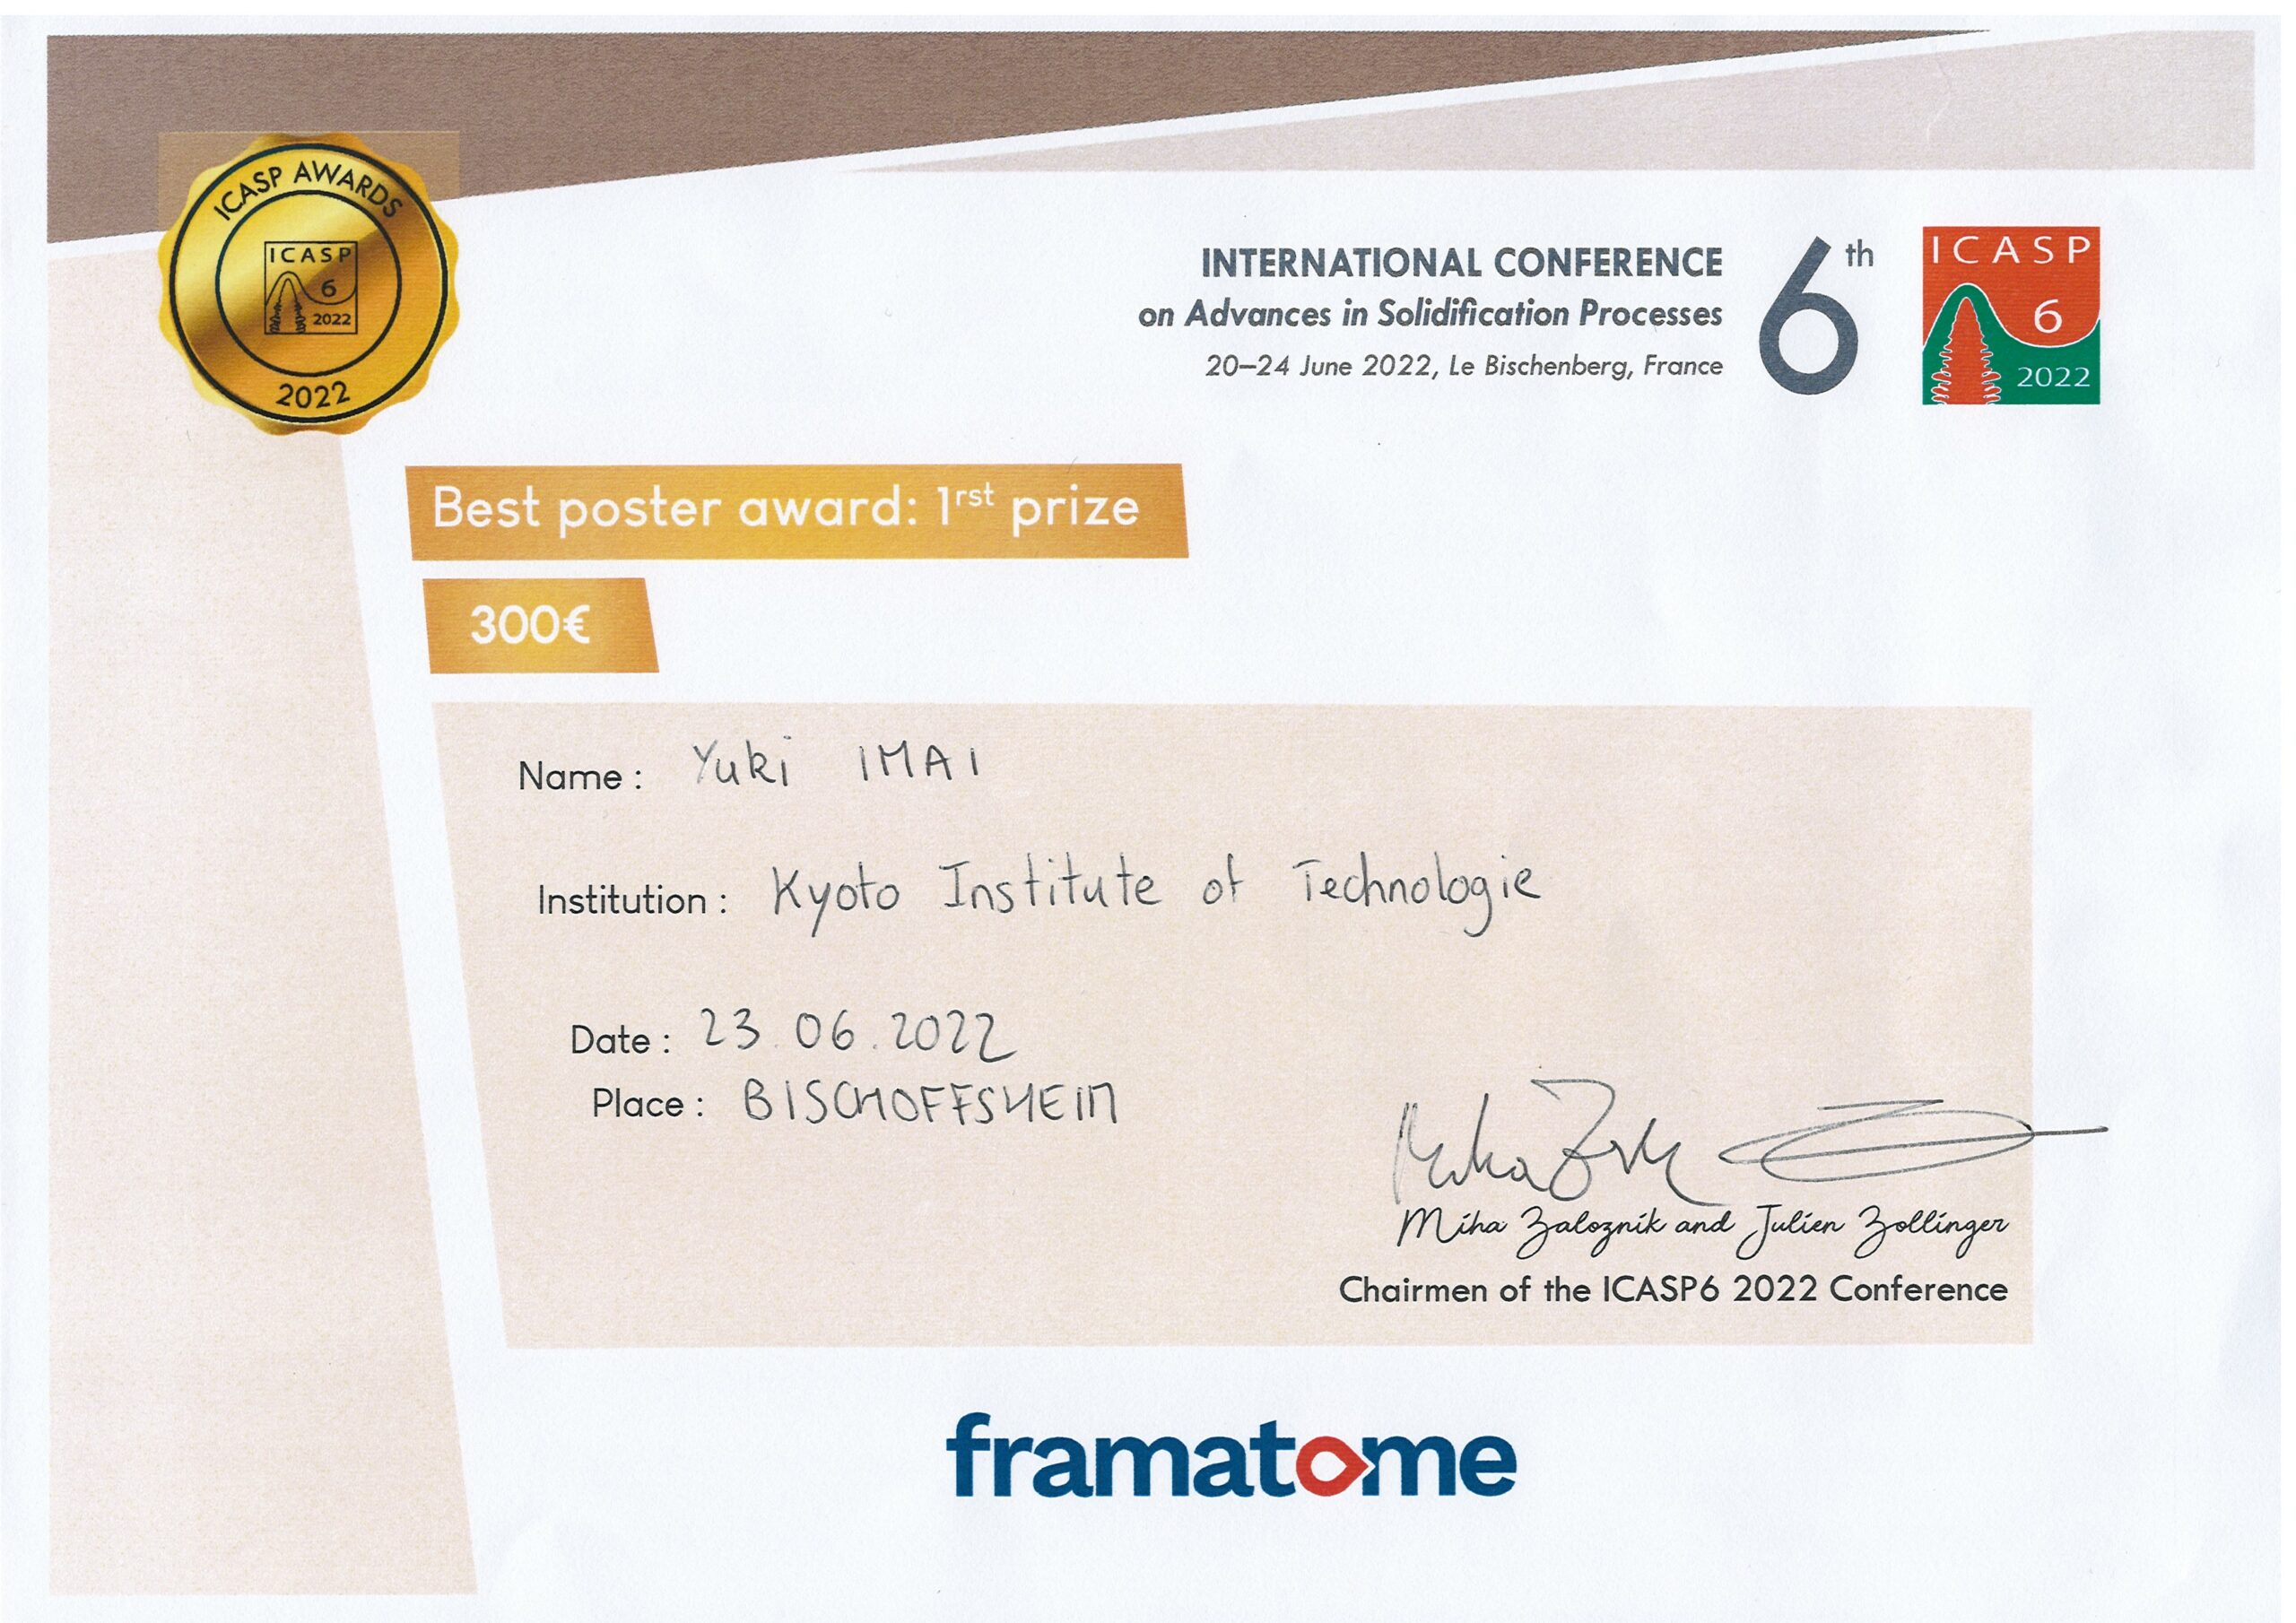 ICASP AWARDS
ICASP
6
2022
2022
INTERNATIONAL CONFERENCE
on Advances in Solidification Processes
20–24 June 2022, Le Bischenberg, France
6th
ICASP
6
2022
Best poster award: 1rst prize
300€
Name : Yuki IMAI
Institution : Kyoto Institute of Technologie
Date : 23.06.2022
Place : BISCHOFFSHEIM
Miha Zaloznik and Julien Zollinger
Chairmen of the ICASP6 2022 Conference
framatome